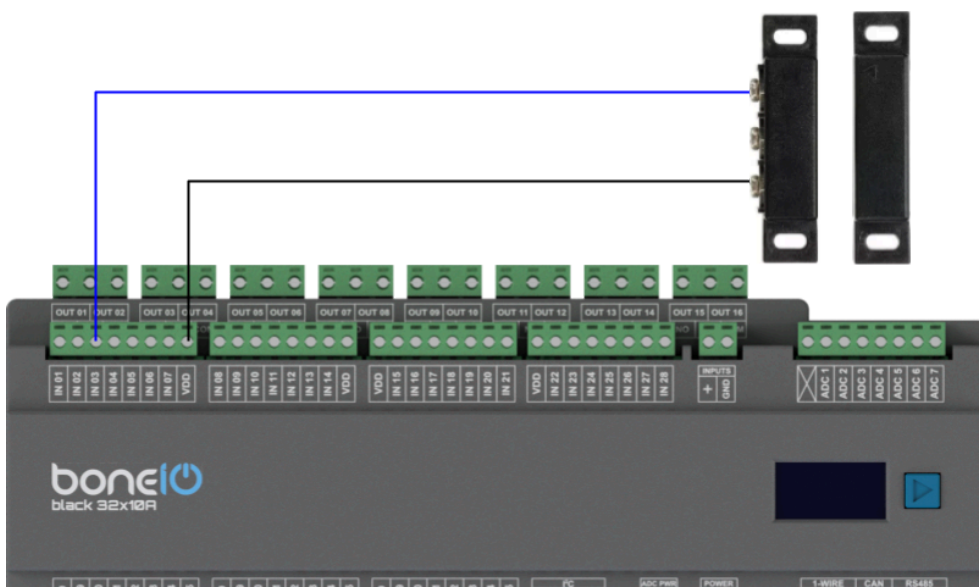 OUT 01 OUT 02 OUT 03 OUT 04 OUT 05 OUT 06 OUT 07 OUT 08 OUT 09 OUT 10 OUT 11 OUT 12 OUT 13 OUT 14 OUT 15 OUT 16
IN 01 IN 02 IN 03 IN 04 IN 05 IN 06 IN 07 VDD IN 08 IN 09 IN 10 IN 11 IN 12 IN 13 IN 14 VDD VDD IN 15 IN 16 IN 17 IN 18 IN 19 IN 20 IN 21 VDD IN 22 IN 23 IN 24 IN 25 IN 26 IN 27 IN 28 INPUTS + GND ADC 1 ADC 2 ADC 3 ADC 4 ADC 5 ADC 6 ADC 7
boneIO
black 32x10A
I²C ADC PWR POWER 1-WIRE CAN RS485